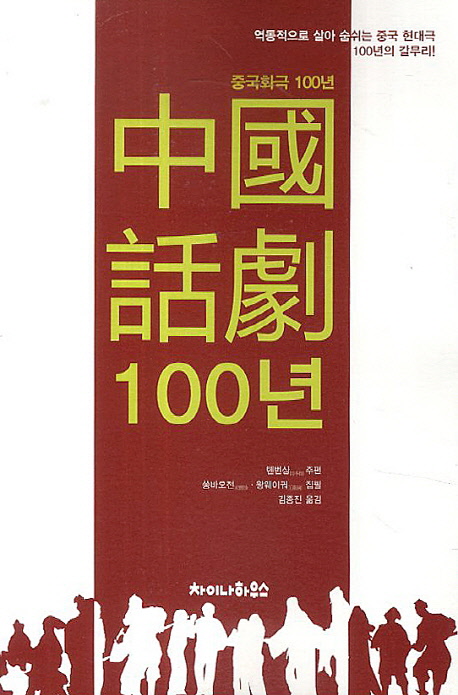 역동적으로 살아 숨쉬는 중국 현대극
100년의 갈무리!
중국화극 100년
中國
話劇
100년
텐번상 주편
쏭바오전 · 왕웨이궈 집필
김종진 옮김
차이나하우스